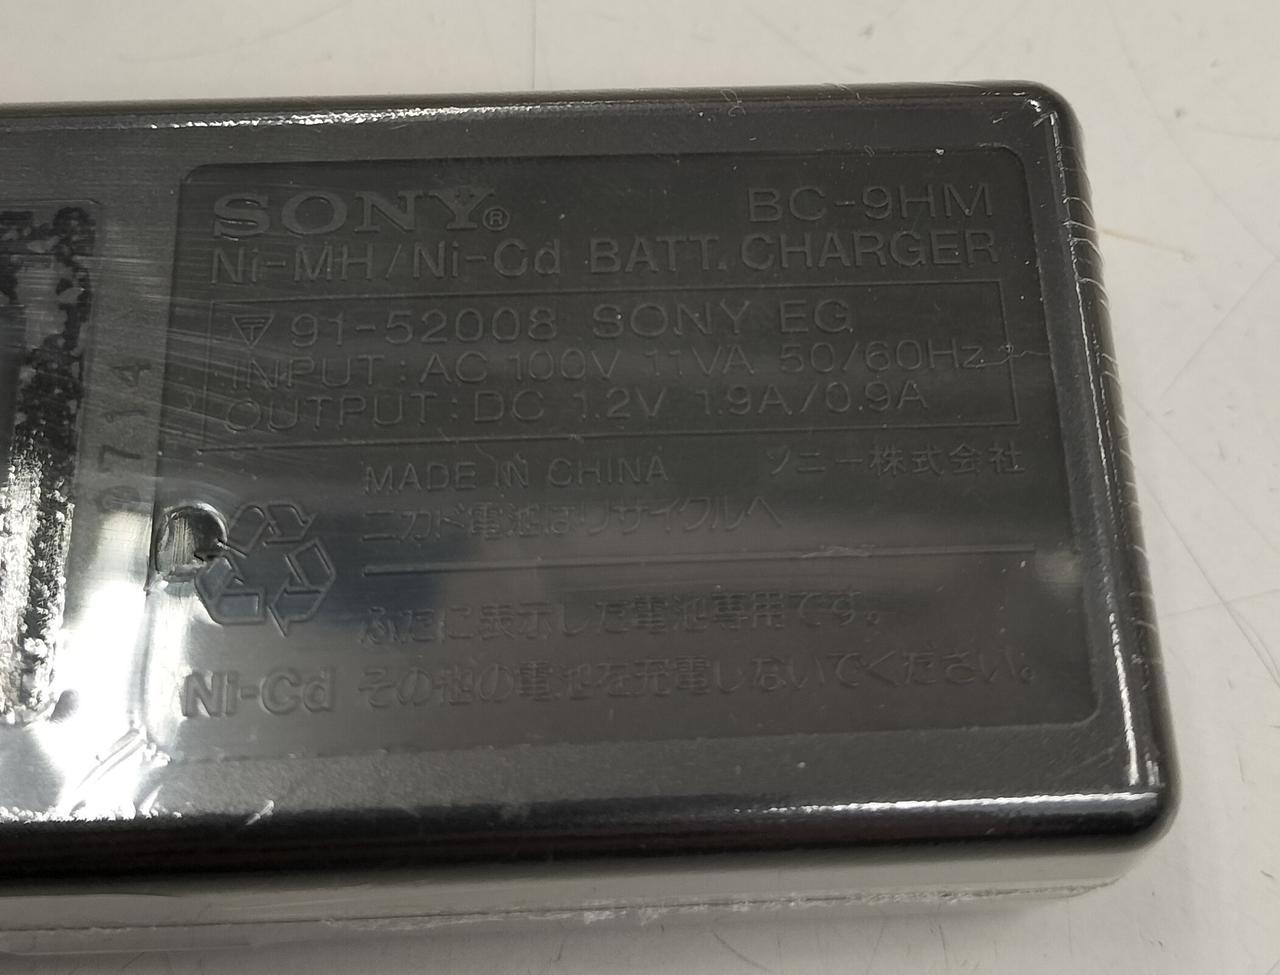 SONY® BC-9HM
Ni-MH/Ni-Cd BATT. CHARGER
91-52008 SONY EG
INPUT : AC 100V 11VA 50/60Hz
OUTPUT : DC 1.2V 1.9A/0.9A
MADE IN CHINA ソニー株式会社
ニカド電池はリサイクルへ
ふたに表示した電池専用です。
Ni-Cd その他の電池を充電しないでください。
0714